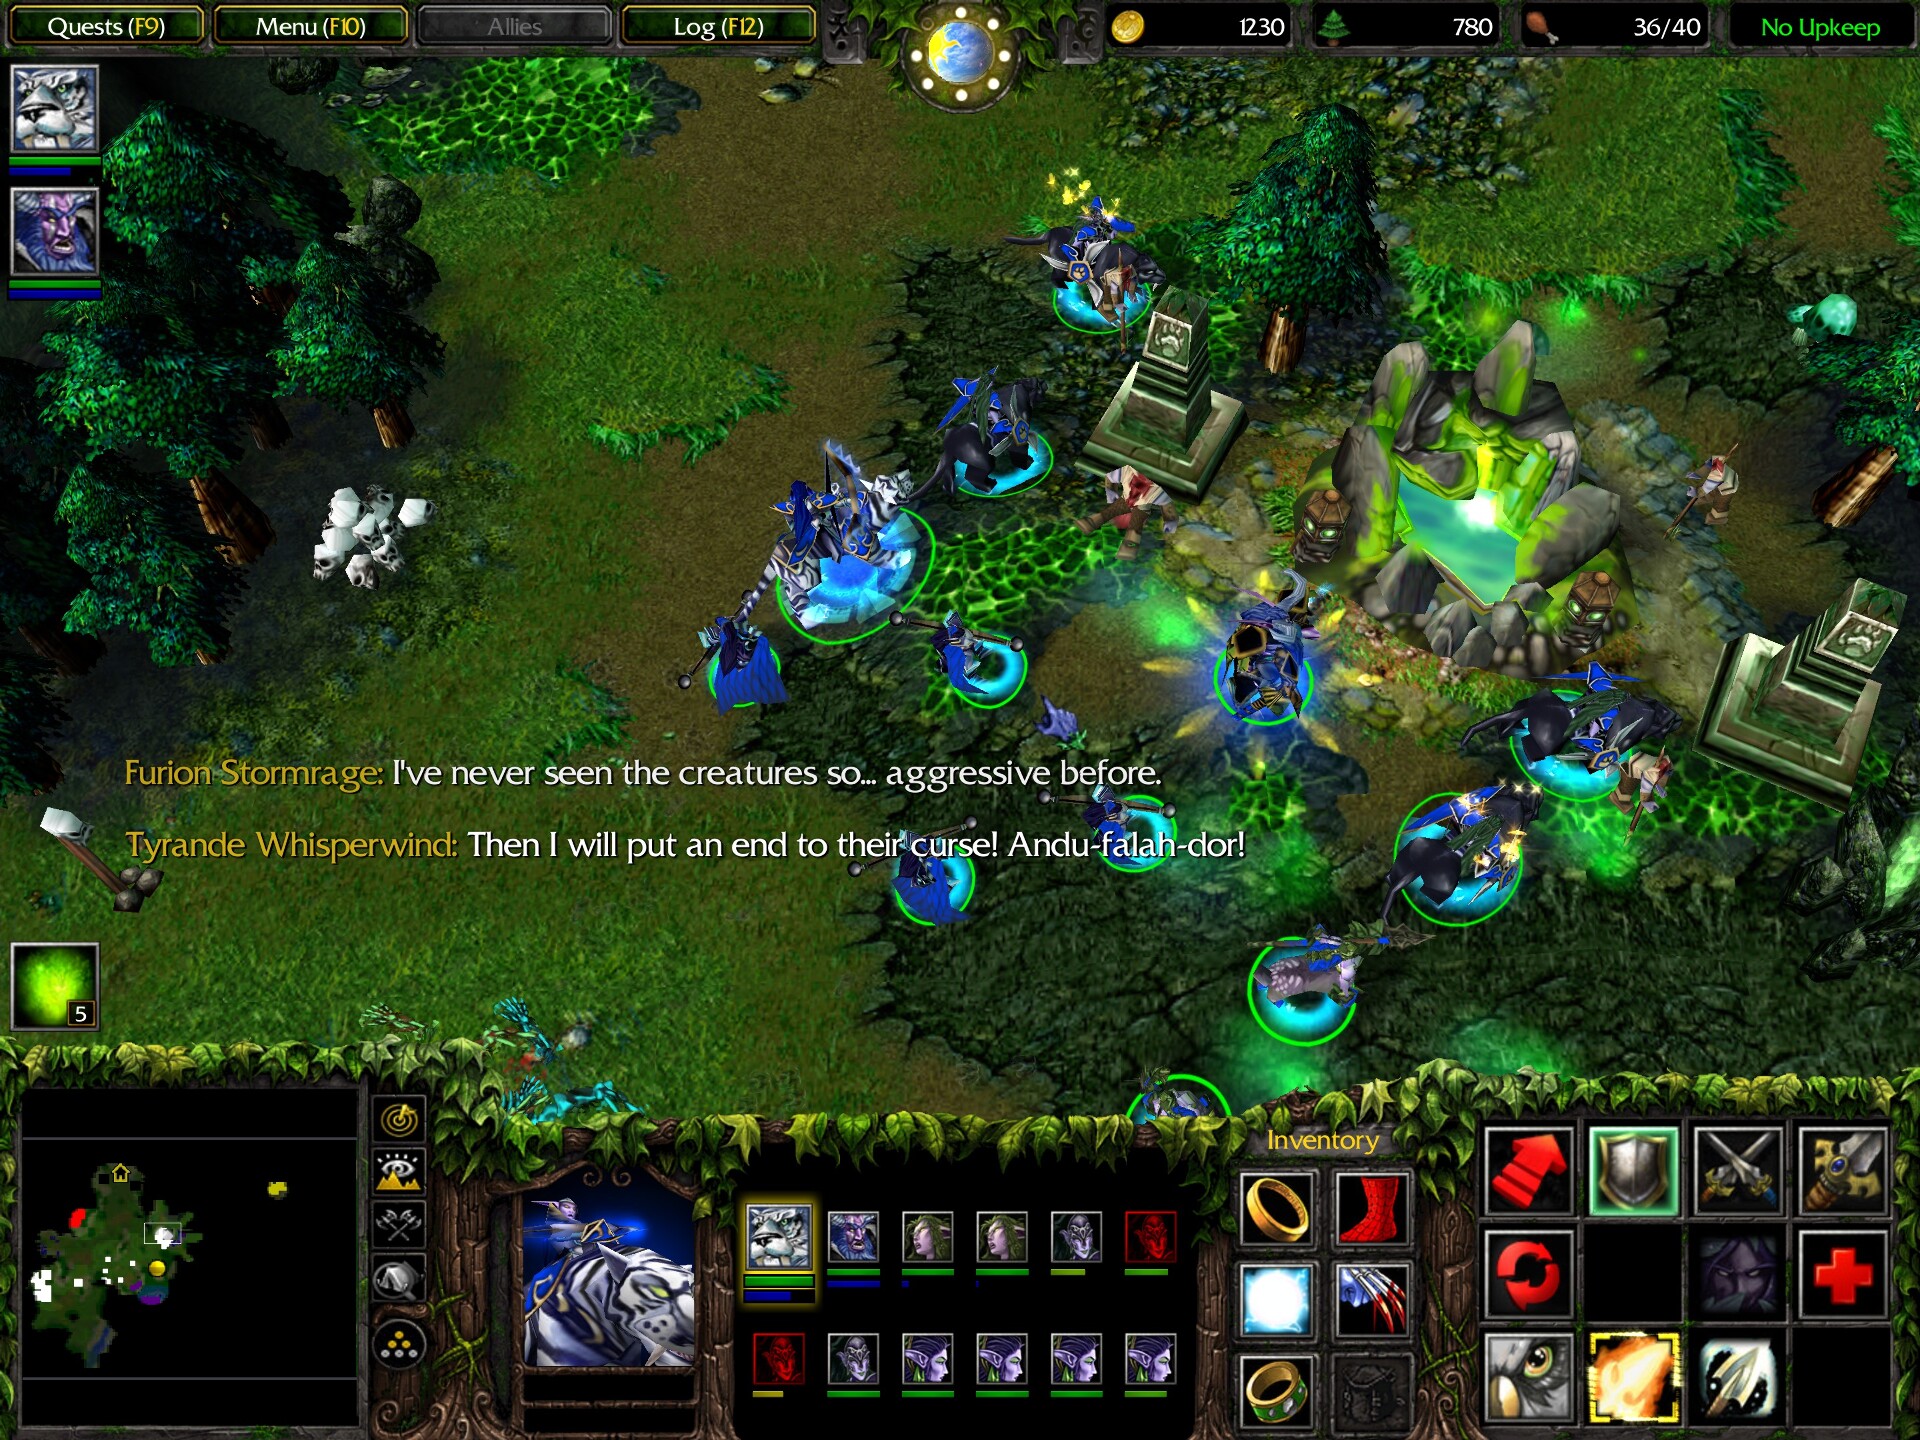 Quests (F9)
Menu (F10)
Allies
Log (F12)
1230
780
36/40
No Upkeep
Furion Stormrage: I've never seen the creatures so... aggressive before.
Tyrande Whisperwind: Then I will put an end to their curse! Andu-falah-dor!
5
Inventory